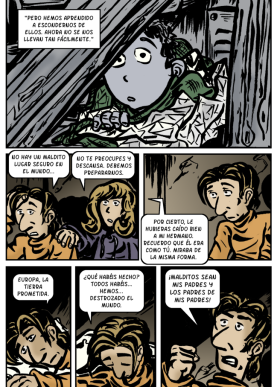 "PERO HEMOS APRENDIDO
A ESCONDERNOS DE
ELLOS. AHORA NO SE NOS
LLEVAN TAN FÁCILMENTE."
NO HAY UN MALDITO
LUGAR SEGURO EN
EL MUNDO...
NO TE PREOCUPES Y
DESCANSA. DEBEMOS
PREPARARNOS.
POR CIERTO, LE
HUBIERAS CAÍDO BIEN
A MI HERMANO.
RECUERDO QUE ÉL ERA
COMO TÚ. MIRABA DE
LA MISMA FORMA.
EUROPA, LA
TIERRA
PROMETIDA.
¿QUÉ HABÁS HECHO?
TODOS HABÁS...
HEMOS...
DESTROZADO EL
MUNDO.
¡MALDITOS SEAN
MIS PADRES Y
LOS PADRES DE
MIS PADRES!